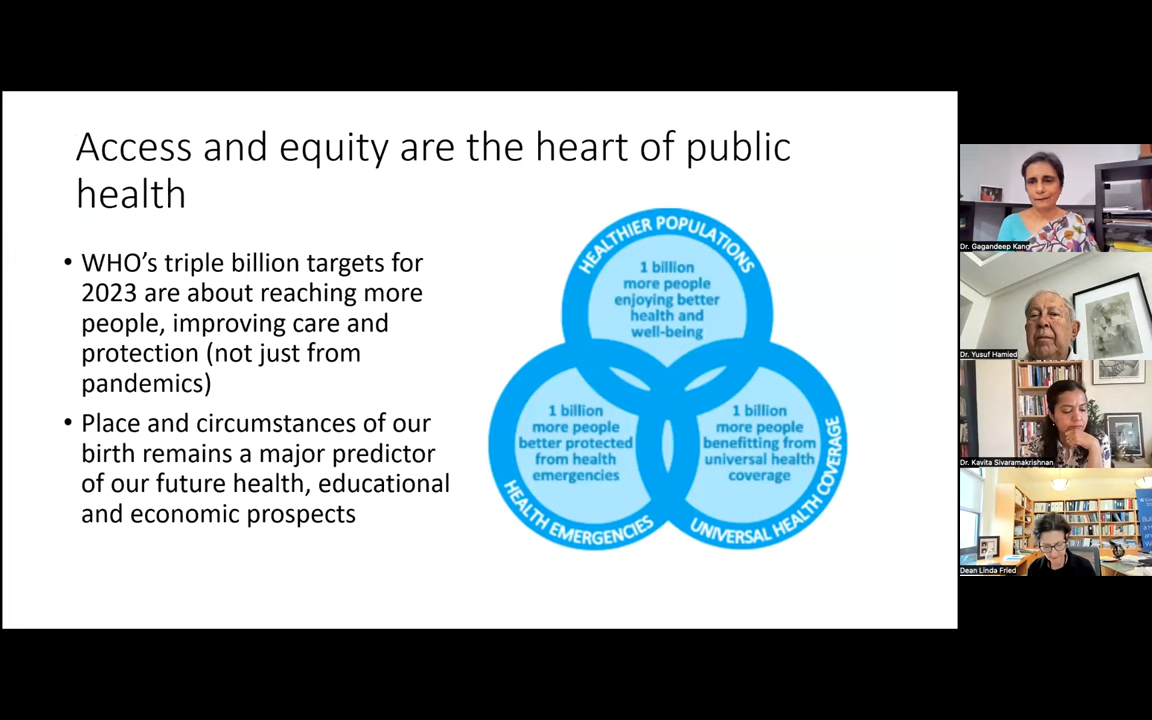 Access and equity are the heart of public
health
• WHO’s triple billion targets for
2023 are about reaching more
people, improving care and
protection (not just from
pandemics)
• Place and circumstances of our
birth remains a major predictor
of our future health, educational
and economic prospects
HEALTHIER POPULATIONS
1 billion
more people
enjoying better
health and
well-being
1 billion
more people
better protected
from health
emergencies
HEALTH EMERGENCIES
1 billion
more people
benefitting from
universal health
coverage
UNIVERSAL HEALTH COVERAGE
Dr. Gagandeep Kang
Dr. Yusuf Hamied
Dr. Kavita Sivaramakrishnan
Dean Linda Fried